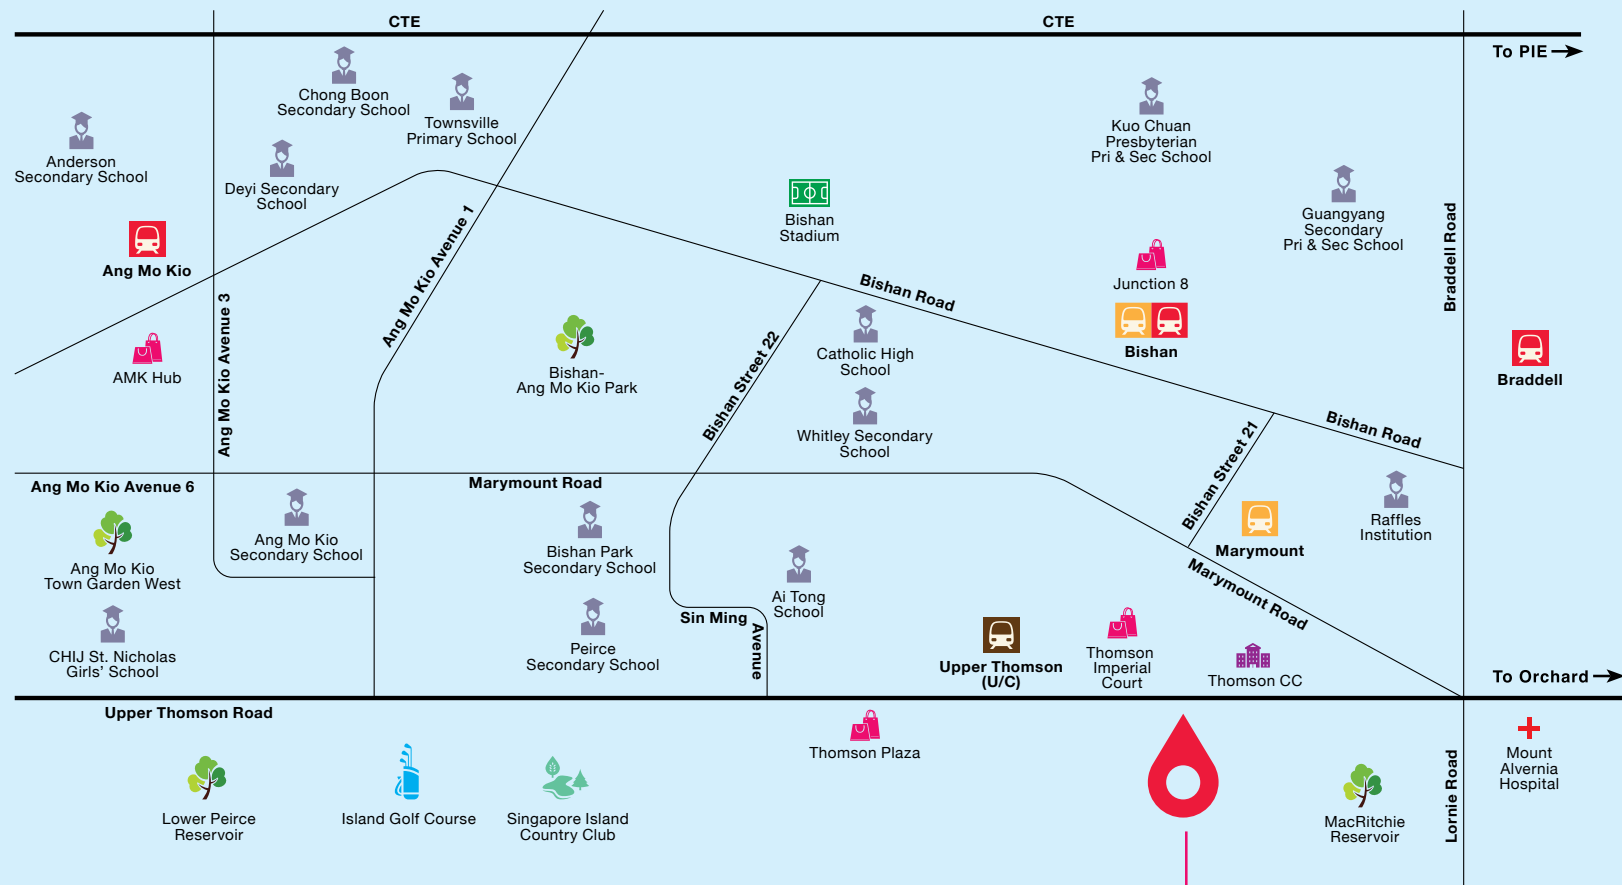 CTE
CTE
To PIE
Chong Boon
Secondary School
Townsville
Primary School
Kuo Chuan
Presbyterian
Pri & Sec School
Anderson
Secondary School
Deyi Secondary
School
Bishan
Stadium
Guangyang
Secondary
Pri & Sec School
Braddell Road
Ang Mo Kio
Ang Mo Kio Avenue 1
Bishan Road
Junction 8
Ang Mo Kio Avenue 3
AMK Hub
Bishan-
Ang Mo Kio Park
Bishan Street 22
Catholic High
School
Bishan
Braddell
Whitley Secondary
School
Bishan Road
Bishan Street 21
Ang Mo Kio Avenue 6
Marymount Road
Ang Mo Kio
Secondary School
Bishan Park
Secondary School
Raffles
Institution
Marymount
Ang Mo Kio
Town Garden West
Ai Tong
School
Marymount Road
CHIJ St. Nicholas
Girls’ School
Peirce
Secondary School
Sin Ming
Avenue
Upper Thomson
(U/C)
Thomson
Imperial
Court
Thomson CC
To Orchard
Upper Thomson Road
Thomson Plaza
Lower Peirce
Reservoir
Island Golf Course
Singapore Island
Country Club
MacRitchie
Reservoir
Lornie Road
Mount
Alvernia
Hospital